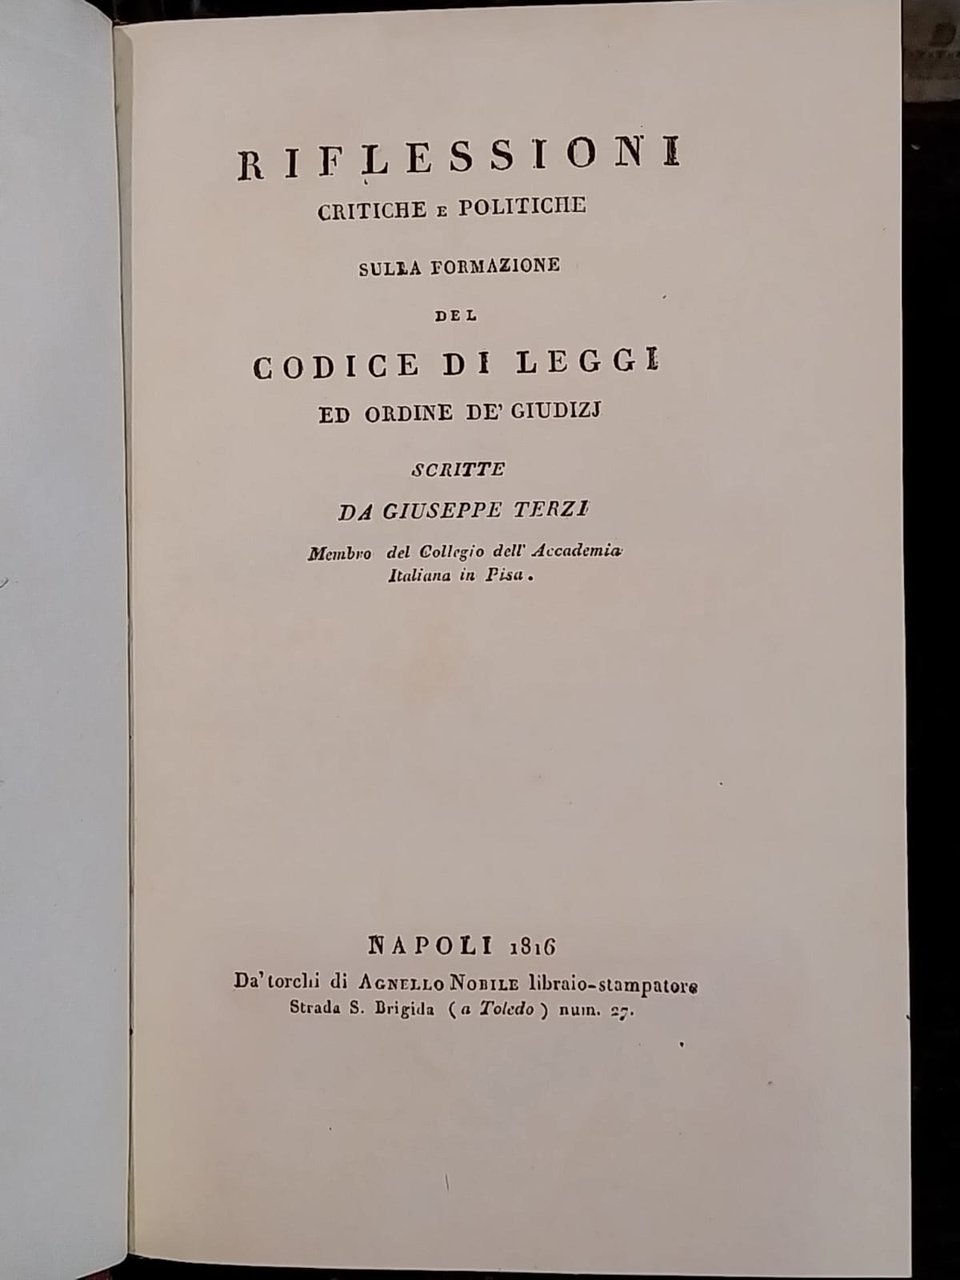 RIFLESSIONI
CRITICHE E POLITICHE
SULLA FORMAZIONE
DEL
CODICE DI LEGGI
ED ORDINE DE' GIUDIZJ
SCRITTE
DA GIUSEPPE TERZI
Membro del Collegio dell' Accademia
Italiana in Pisa.
NAPOLI 1816
Da' torchi di AGNELLO NOBILE libraio-stampatore
Strada S. Brigida (a Toledo) num. 27.